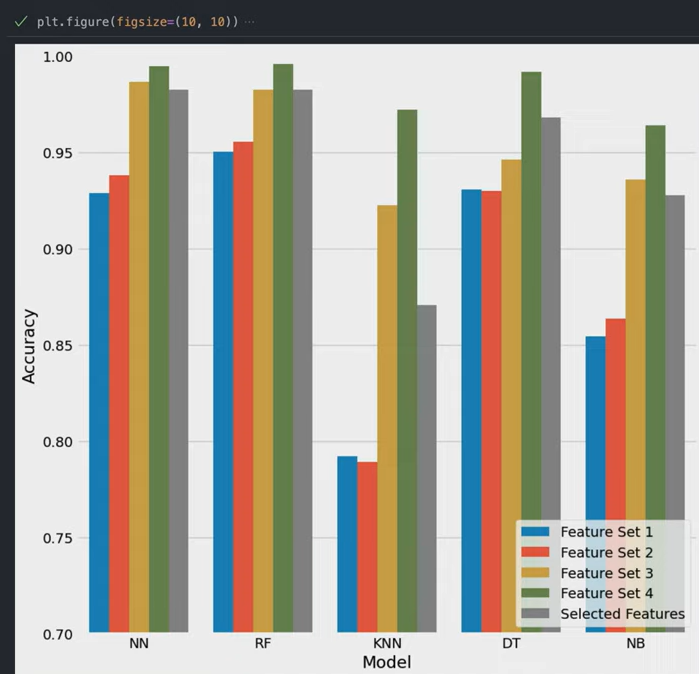 plt.figure(figsize=(10, 10)) ...
1.00
0.95
0.90
0.85
0.80
0.75
0.70
Accuracy
NN RF KNN DT NB
Model
Feature Set 1
Feature Set 2
Feature Set 3
Feature Set 4
Selected Features